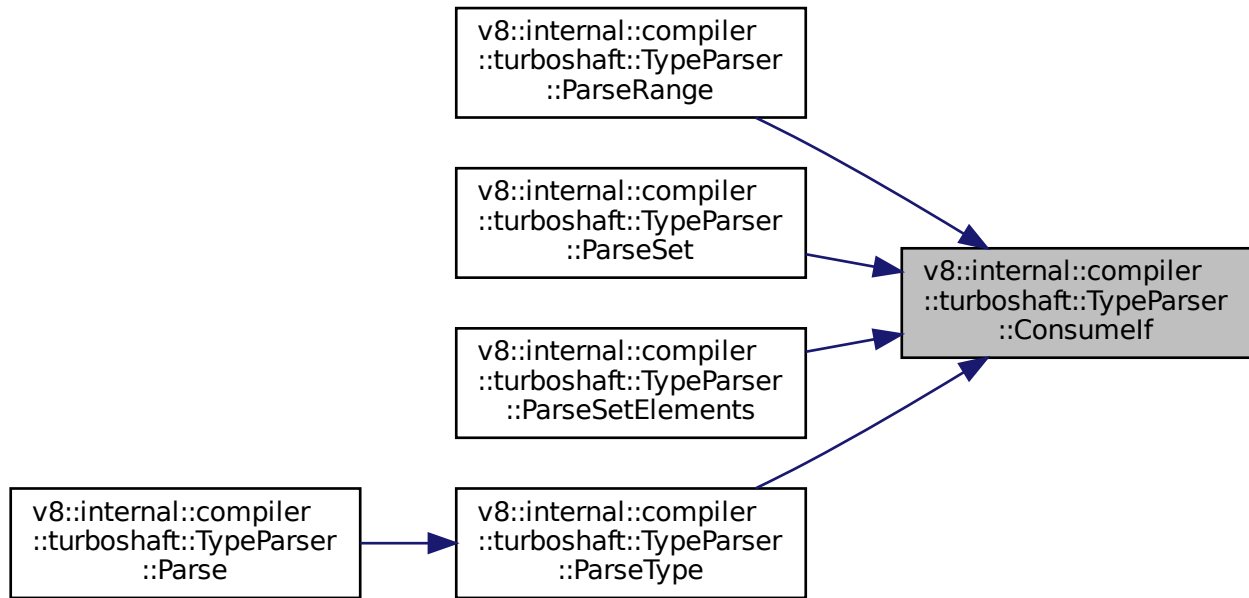 v8::internal::compiler
::turboshaft::TypeParser
::ParseRange
v8::internal::compiler
::turboshaft::TypeParser
::ParseSet
v8::internal::compiler
::turboshaft::TypeParser
::ConsumeIf
v8::internal::compiler
::turboshaft::TypeParser
::ParseSetElements
v8::internal::compiler
::turboshaft::TypeParser
::Parse
v8::internal::compiler
::turboshaft::TypeParser
::ParseType